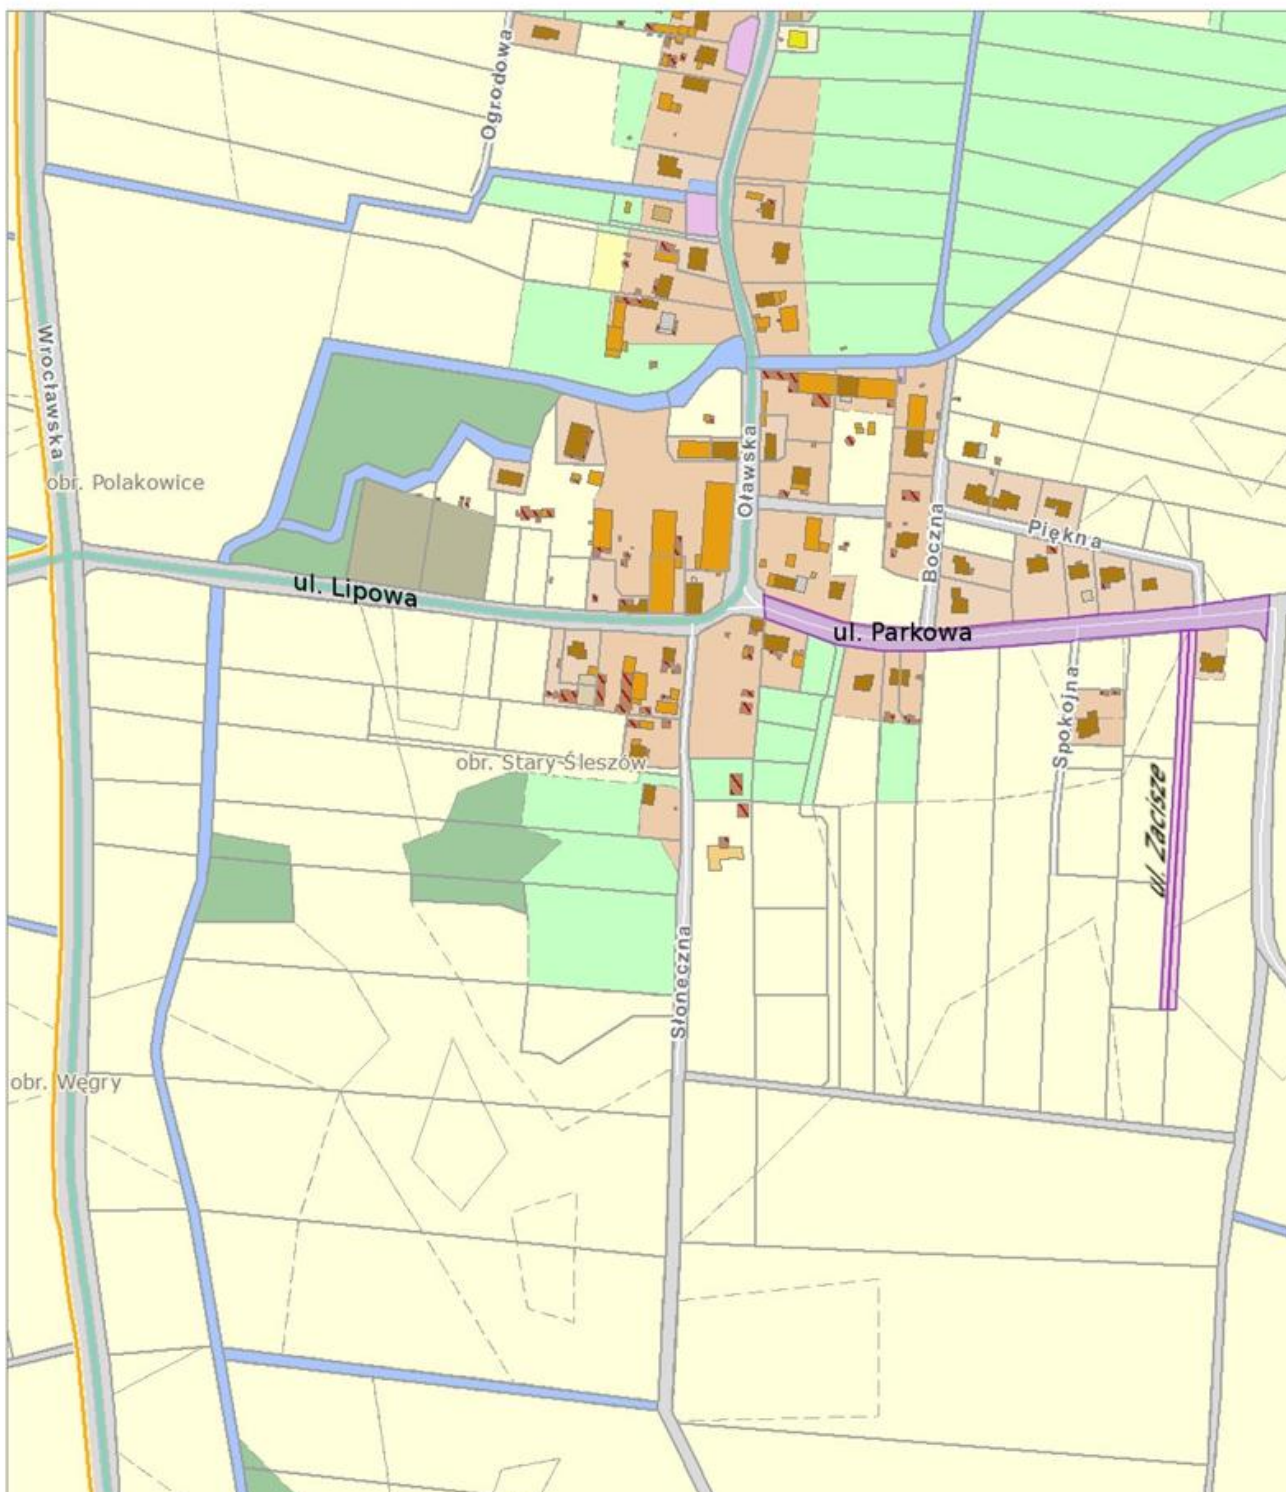 Ogrodowa
Wrocławska
obr. Polakowice
Oławska
Piękna
Boczna
ul. Lipowa
ul. Parkowa
Spokojna
obr. Stary Śleszów
ul. Zacisze
Słoneczna
obr. Węgry